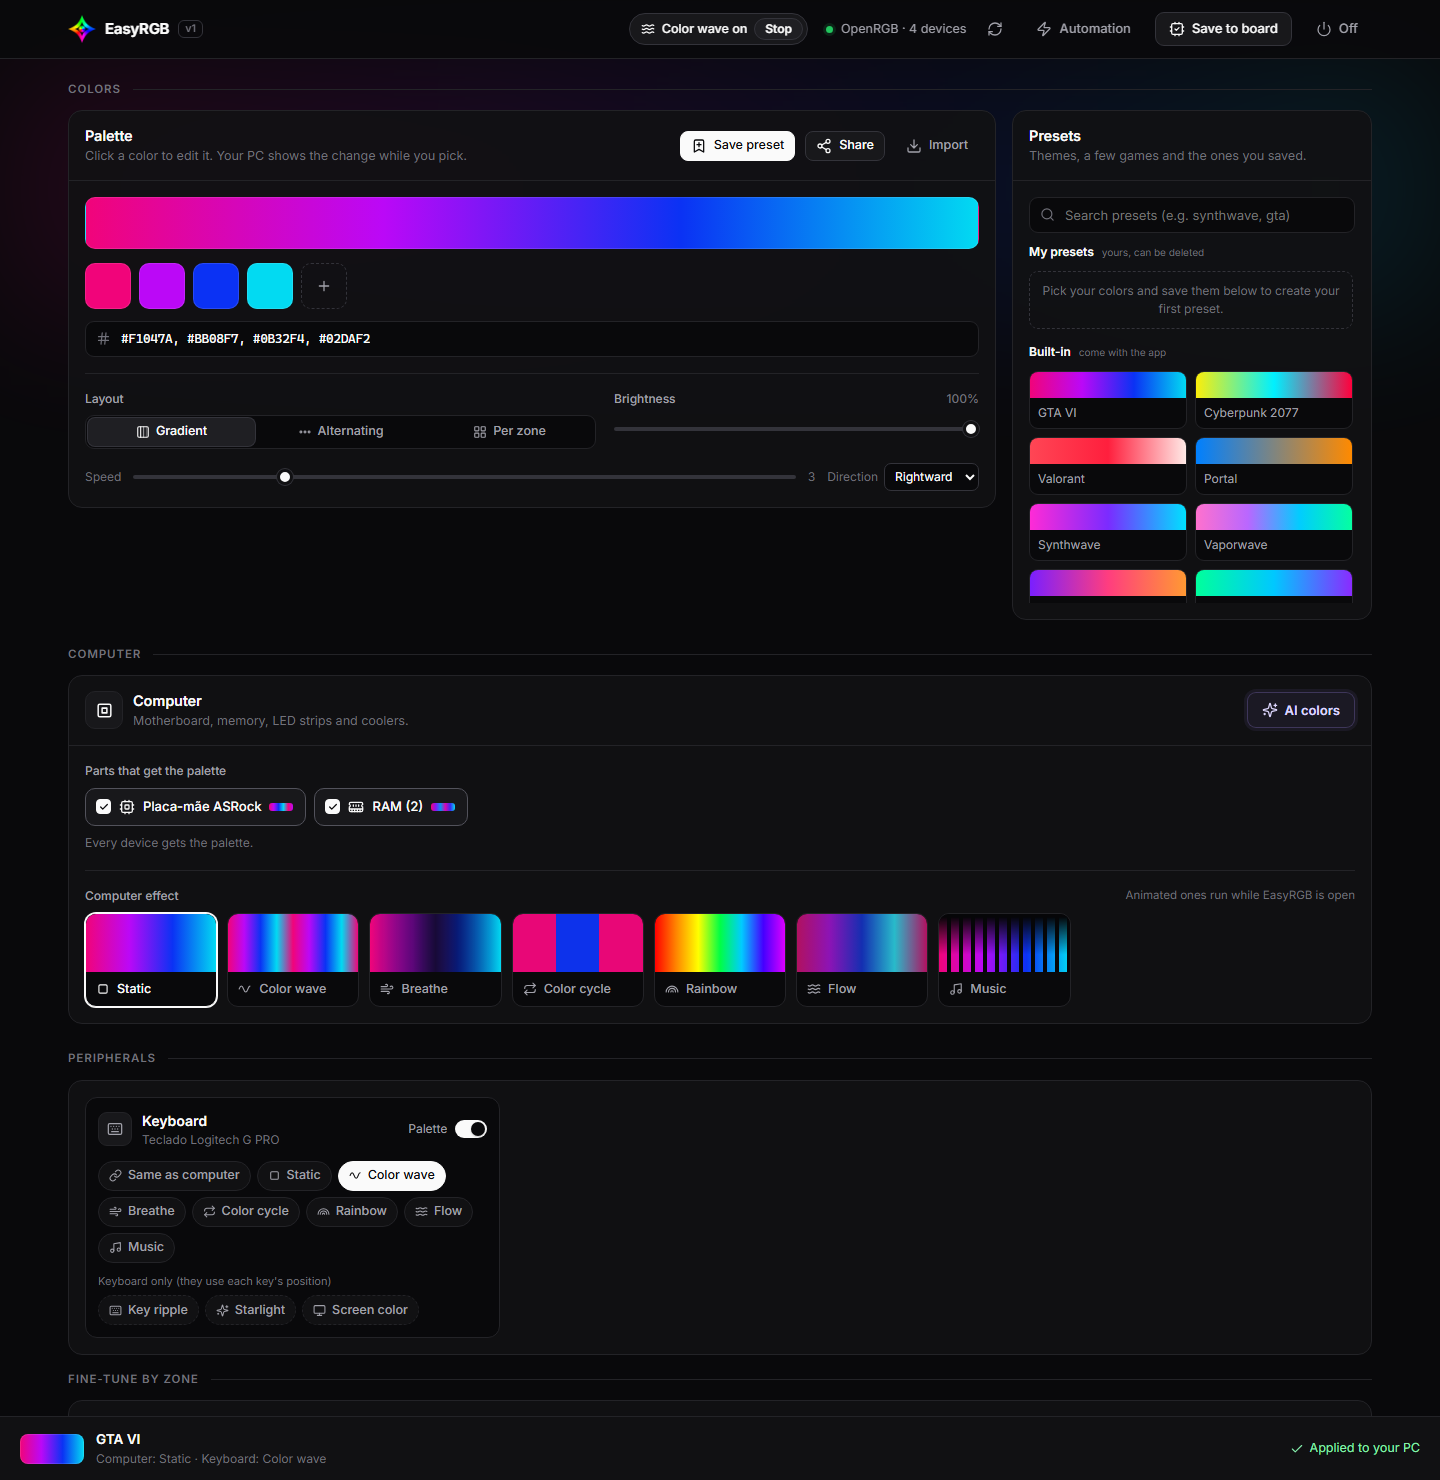 EasyRGB v1
Color wave on Stop
OpenRGB · 4 devices
Automation
Save to board
Off
COLORS
Palette
Click a color to edit it. Your PC shows the change while you pick.
Save preset
Share
Import
#F1047A, #BB08F7, #0B32F4, #02DAF2
Layout
Gradient
Alternating
Per zone
Brightness 100%
Speed 3
Direction Rightward
Presets
Themes, a few games and the ones you saved.
Search presets (e.g. synthwave, gta)
My presets yours, can be deleted
Pick your colors and save them below to create your
first preset.
Built-in come with the app
GTA VI
Cyberpunk 2077
Valorant
Portal
Synthwave
Vaporwave
COMPUTER
Computer
Motherboard, memory, LED strips and coolers.
AI colors
Parts that get the palette
Placa-mãe ASRock
RAM (2)
Every device gets the palette.
Computer effect
Animated ones run while EasyRGB is open
Static
Color wave
Breathe
Color cycle
Rainbow
Flow
Music
PERIPHERALS
Keyboard
Teclado Logitech G PRO
Palette
Same as computer
Static
Color wave
Breathe
Color cycle
Rainbow
Flow
Music
Keyboard only (they use each key's position)
Key ripple
Starlight
Screen color
FINE-TUNE BY ZONE
GTA VI
Computer: Static · Keyboard: Color wave
Applied to your PC